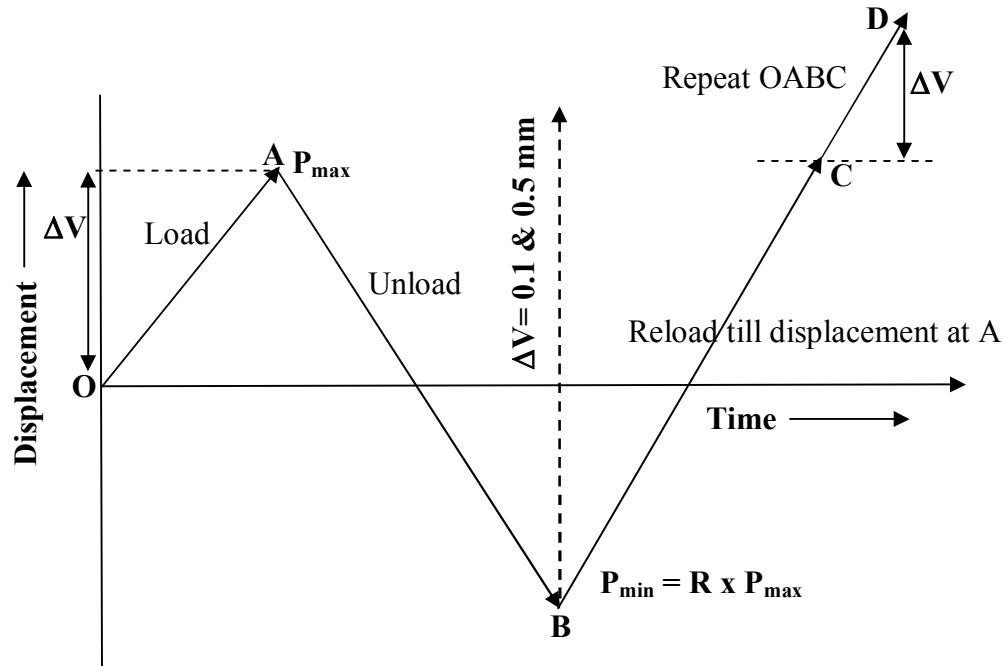 D
Repeat OABC
ΔV
A
Pmax
C
ΔV
Load
Unload
ΔV= 0.1 & 0.5 mm
Reload till displacement at A
O
Displacement
Time
Pmin = R x Pmax
B